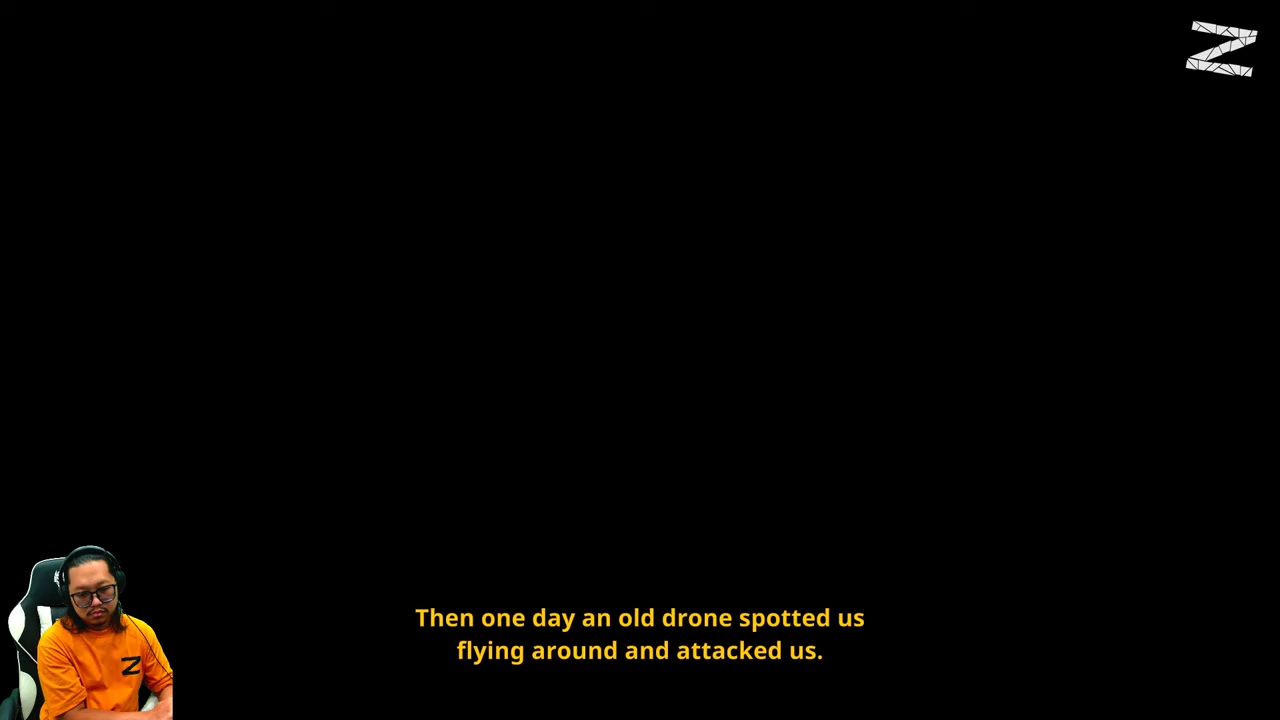 Z
Then one day an old drone spotted us
flying around and attacked us.
Z